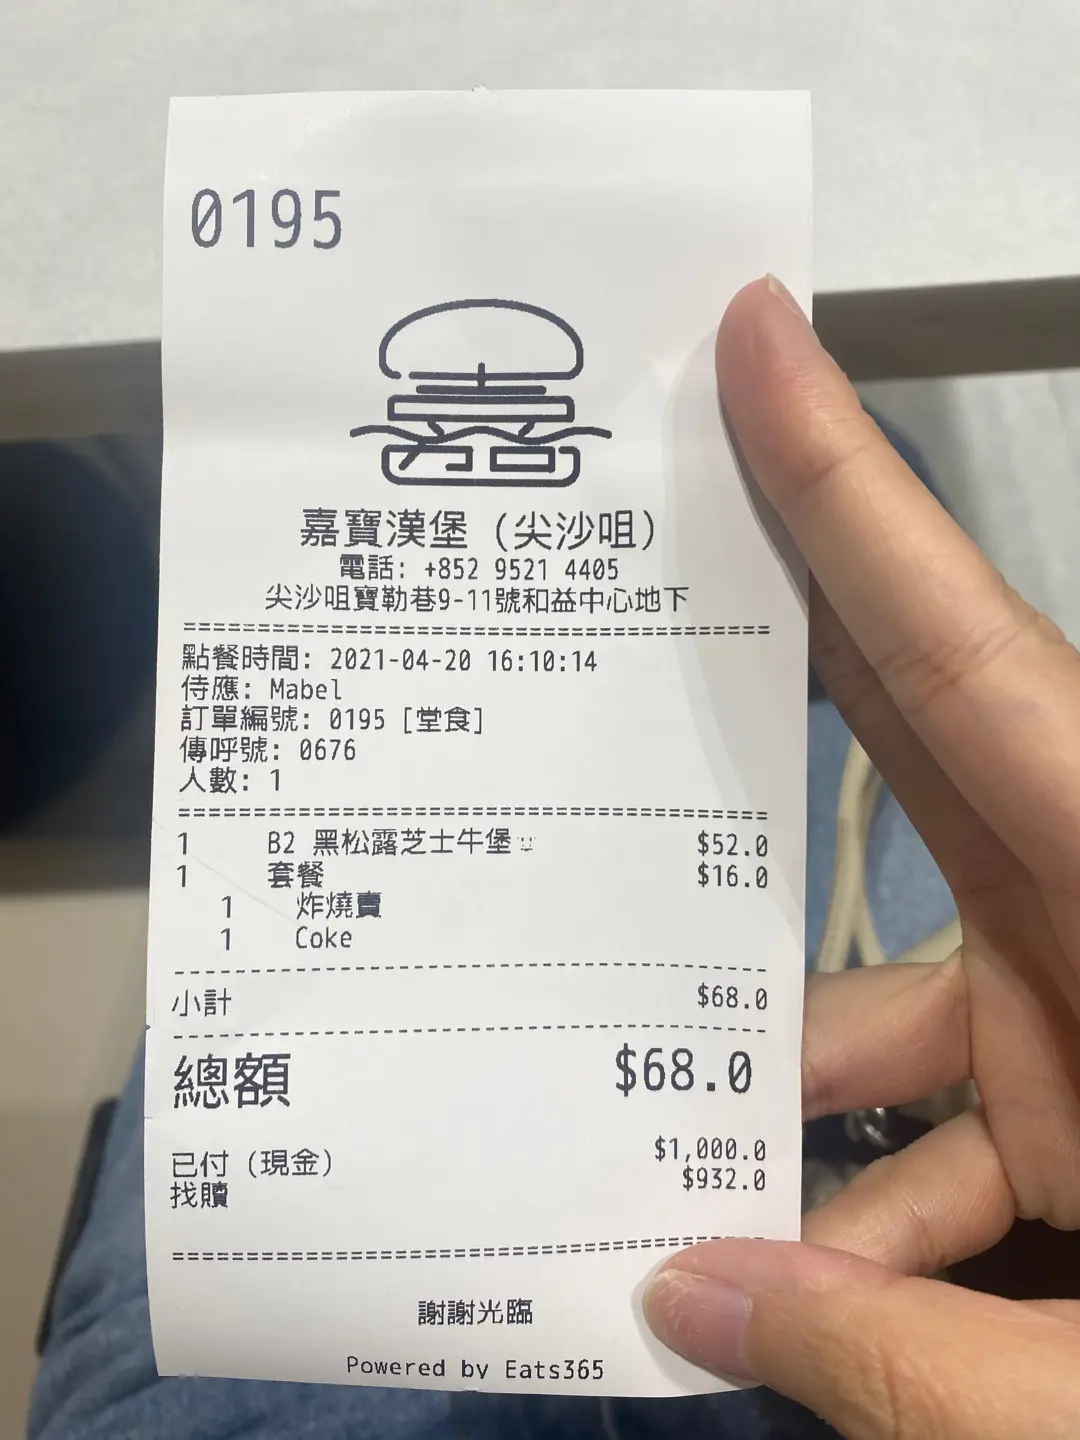 0195
嘉寶漢堡 (尖沙咀)
電話: +852 9521 4405
尖沙咀寶勒巷9-11號和益中心地下
點餐時間: 2021-04-20 16:10:14
侍應: Mabel
訂單編號: 0195 [堂食]
傳呼號: 0676
人數: 1
1 B2 黑松露芝士牛堡 $52.0
1 套餐 $16.0
1 炸燒賣
1 Coke
小計 $68.0
總額 $68.0
已付 (現金) $1,000.0
找贖 $932.0
謝謝光臨
Powered by Eats365